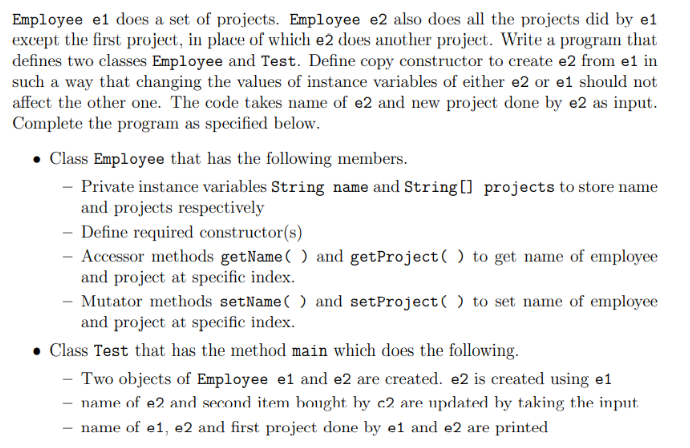 Employee e1 does a set of projects. Employee e2 also does all the projects did by e1
except the first project, in place of which e2 does another project. Write a program that
defines two classes Employee and Test. Define copy constructor to create e2 from e1 in
such a way that changing the values of instance variables of either e2 or e1 should not
affect the other one. The code takes name of e2 and new project done by e2 as input.
Complete the program as specified below.
• Class Employee that has the following members.
– Private instance variables String name and String[] projects to store name
and projects respectively
– Define required constructor(s)
– Accessor methods getName( ) and getProject( ) to get name of employee
and project at specific index.
– Mutator methods setName( ) and setProject( ) to set name of employee
and project at specific index.
• Class Test that has the method main which does the following.
– Two objects of Employee e1 and e2 are created. e2 is created using e1
– name of e2 and second item bought by c2 are updated by taking the input
– name of e1, e2 and first project done by e1 and e2 are printed